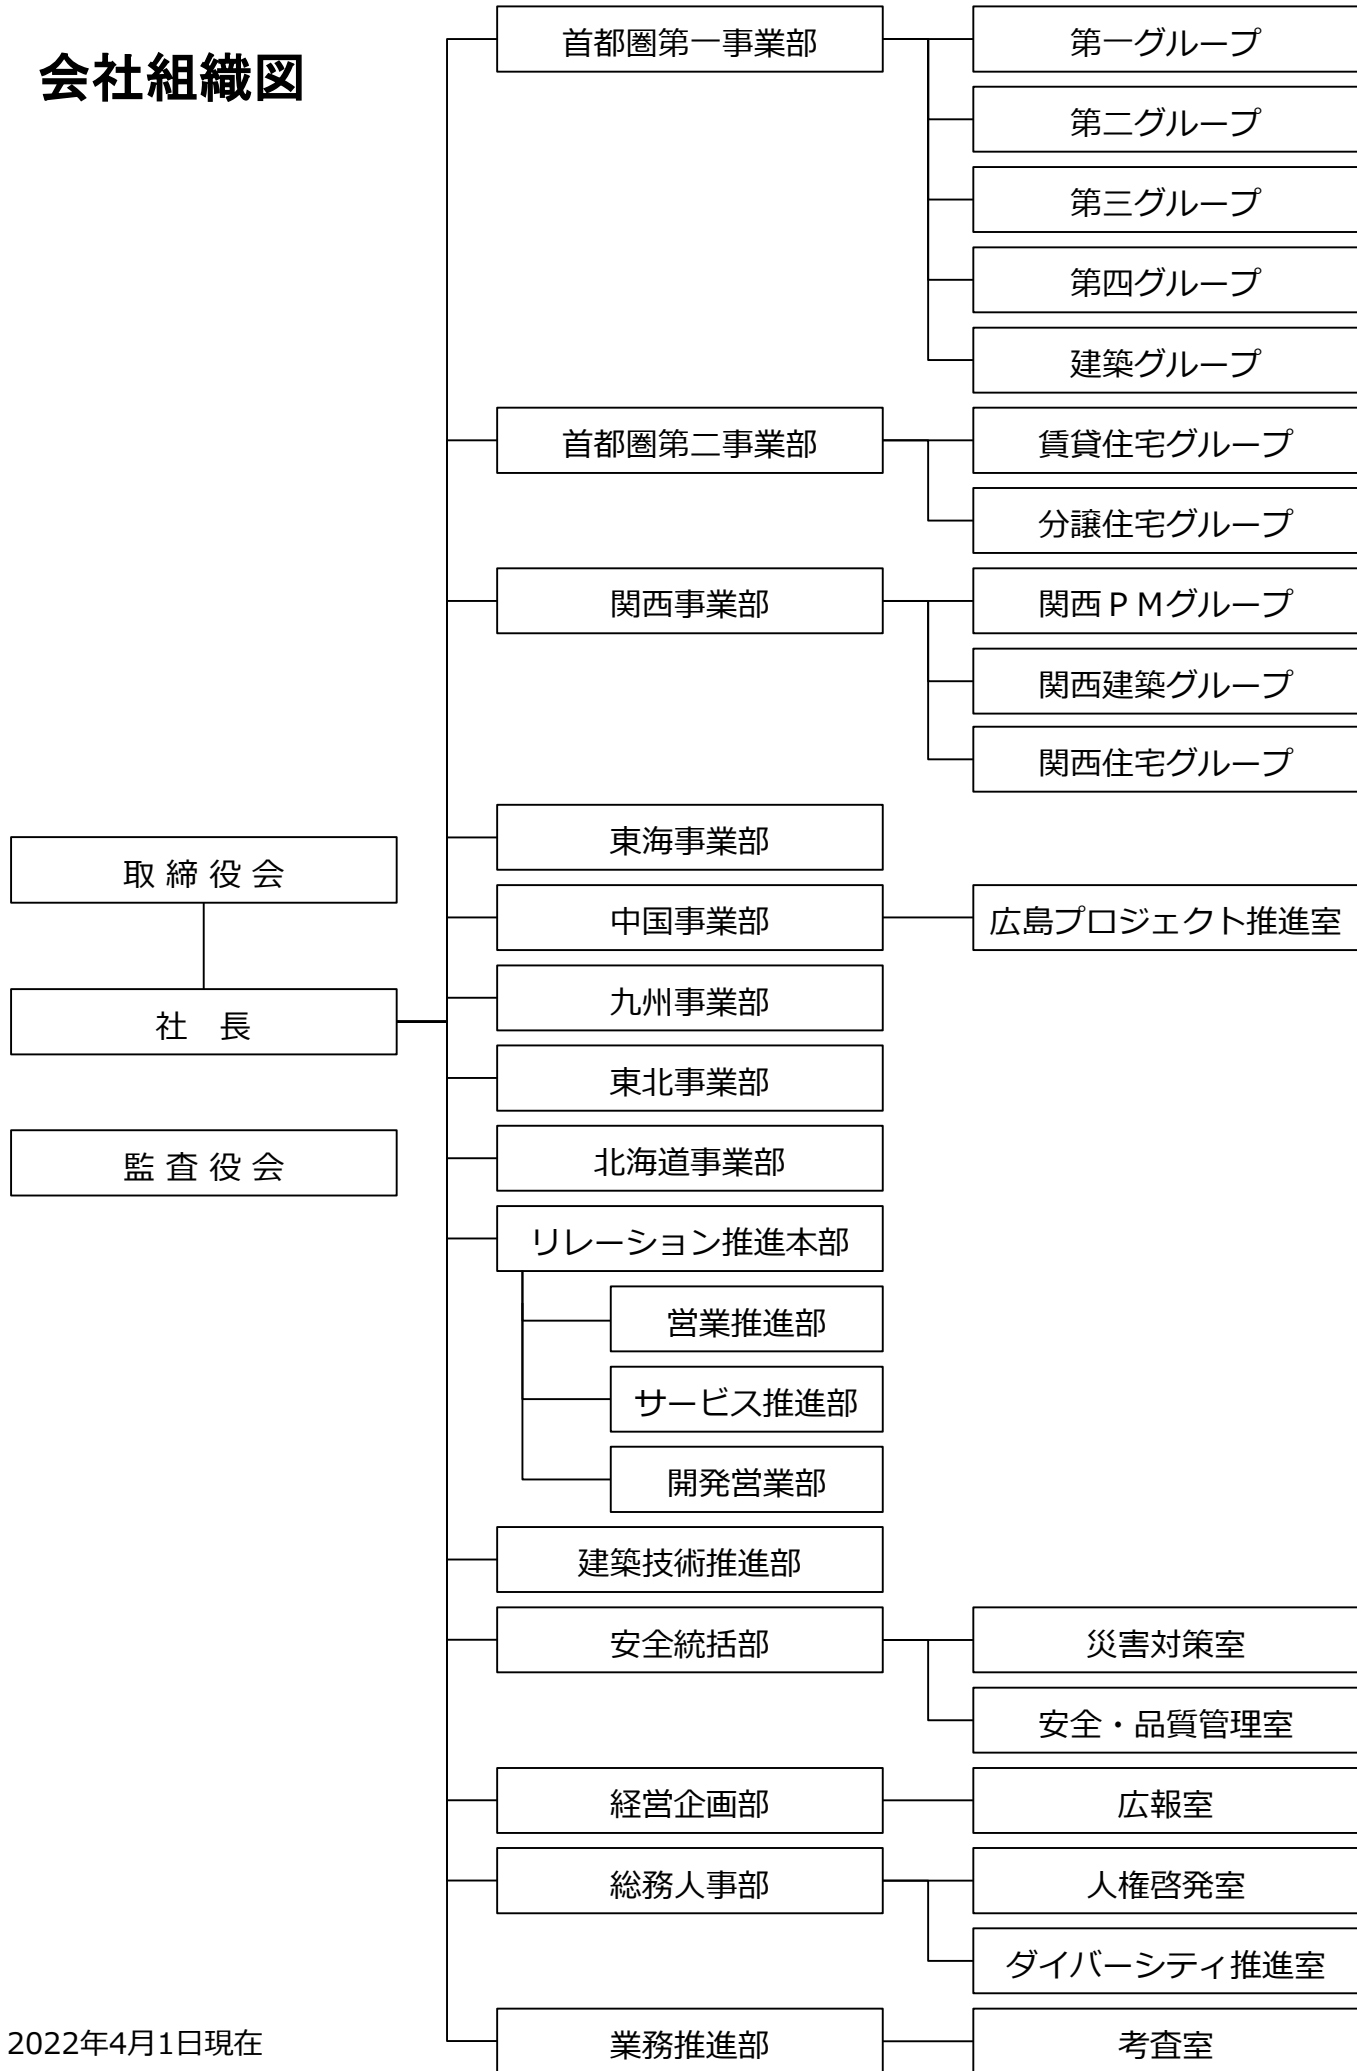 会社組織図
首都圏第一事業部
第一グループ
第二グループ
第三グループ
第四グループ
建築グループ
首都圏第二事業部
賃貸住宅グループ
分譲住宅グループ
関西事業部
関西ＰＭグループ
関西建築グループ
関西住宅グループ
東海事業部
取締役会
中国事業部
広島プロジェクト推進室
九州事業部
社　長
東北事業部
監査役会
北海道事業部
リレーション推進本部
営業推進部
サービス推進部
開発営業部
建築技術推進部
安全統括部
災害対策室
安全・品質管理室
経営企画部
広報室
総務人事部
人権啓発室
ダイバーシティ推進室
業務推進部
考査室
2022年4月1日現在